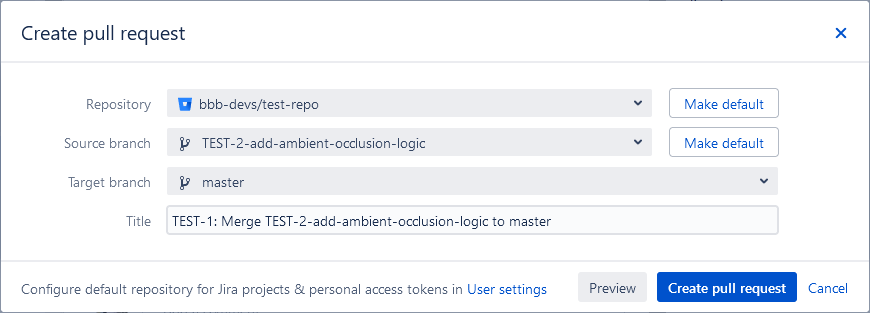 Create pull request
Repository bbb-devs/test-repo Make default
Source branch TEST-2-add-ambient-occlusion-logic Make default
Target branch master
Title TEST-1: Merge TEST-2-add-ambient-occlusion-logic to master
Configure default repository for Jira projects & personal access tokens in User settings Preview Create pull request Cancel